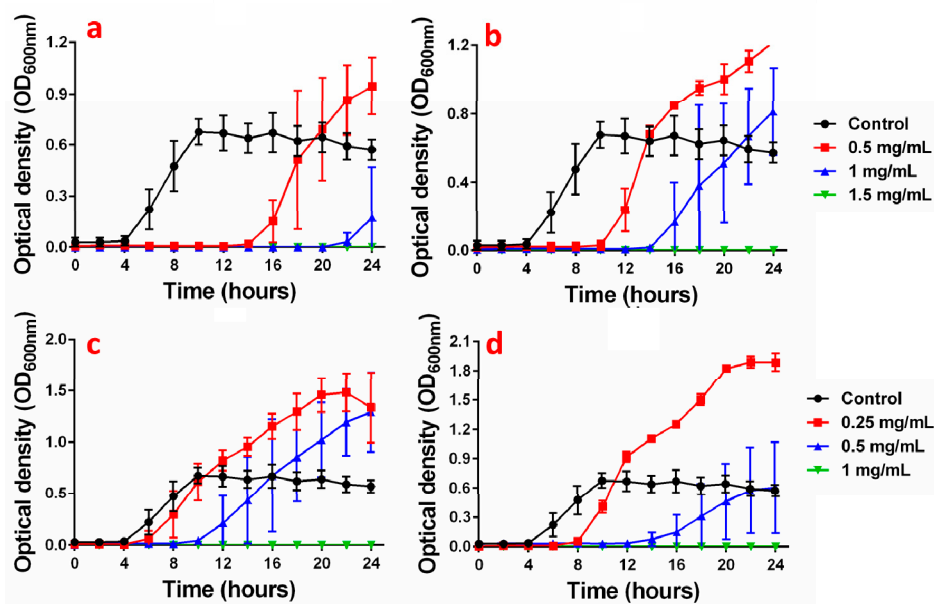 a
Optical density (OD600nm)
1.2
0.9
0.6
0.3
0.0
0 4 8 12 16 20 24
Time (hours)
b
Optical density (OD600nm)
1.2
0.8
0.4
0.0
0 4 8 12 16 20 24
Time (hours)
Control
0.5 mg/mL
1 mg/mL
1.5 mg/mL
c
Optical density (OD600nm)
2.0
1.5
1.0
0.5
0.0
0 4 8 12 16 20 24
Time (hours)
d
Optical density (OD600nm)
2.1
1.8
1.5
1.2
0.9
0.6
0.3
0.0
0 4 8 12 16 20 24
Time (hours)
Control
0.25 mg/mL
0.5 mg/mL
1 mg/mL